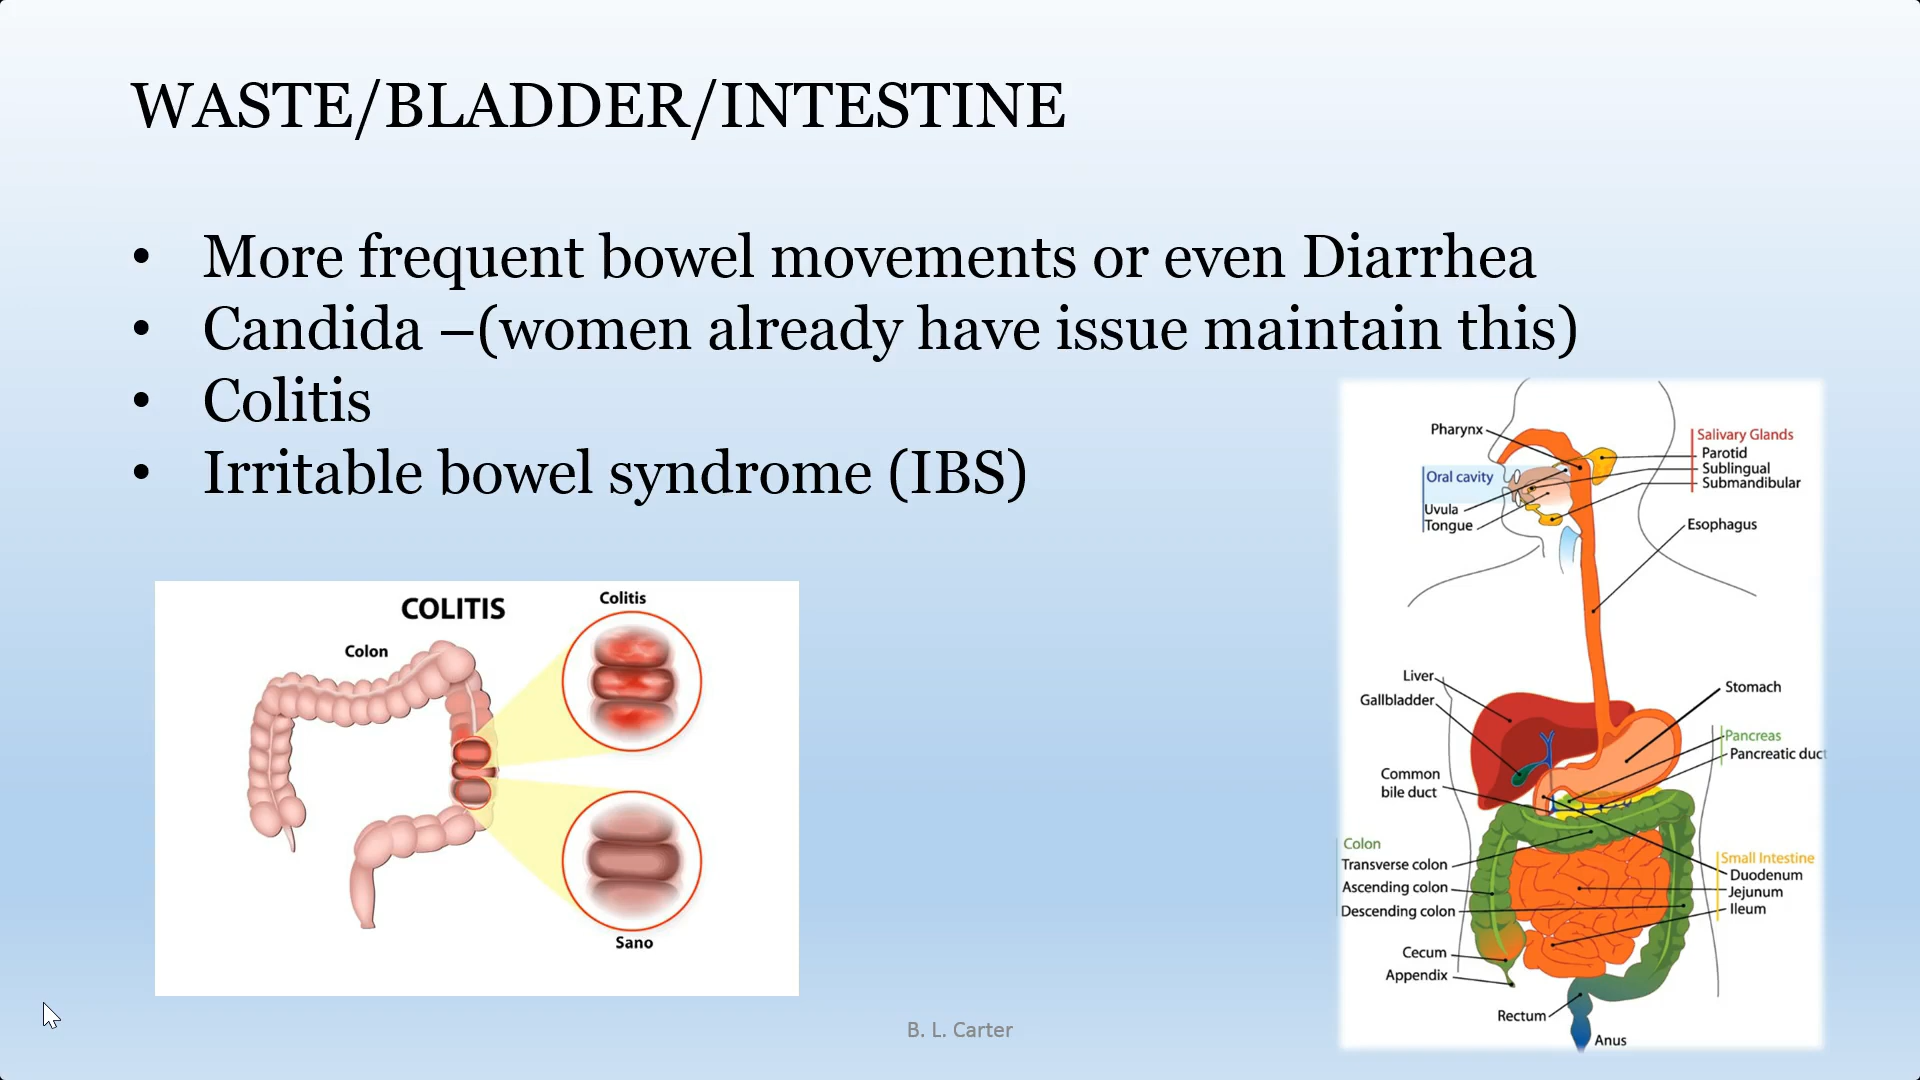 WASTE/BLADDER/INTESTINE
• More frequent bowel movements or even Diarrhea
• Candida –(women already have issue maintain this)
• Colitis
• Irritable bowel syndrome (IBS)
COLITIS
Colitis
Colon
Sano
Pharynx
Oral cavity
Uvula
Tongue
Salivary Glands
Parotid
Sublingual
Submandibular
Esophagus
Liver
Gallbladder
Stomach
Pancreas
Pancreatic duct
Common
bile duct
Colon
Transverse colon
Ascending colon
Descending colon
Small Intestine
Duodenum
Jejunum
Ileum
Cecum
Appendix
Rectum
Anus
B. L. Carter